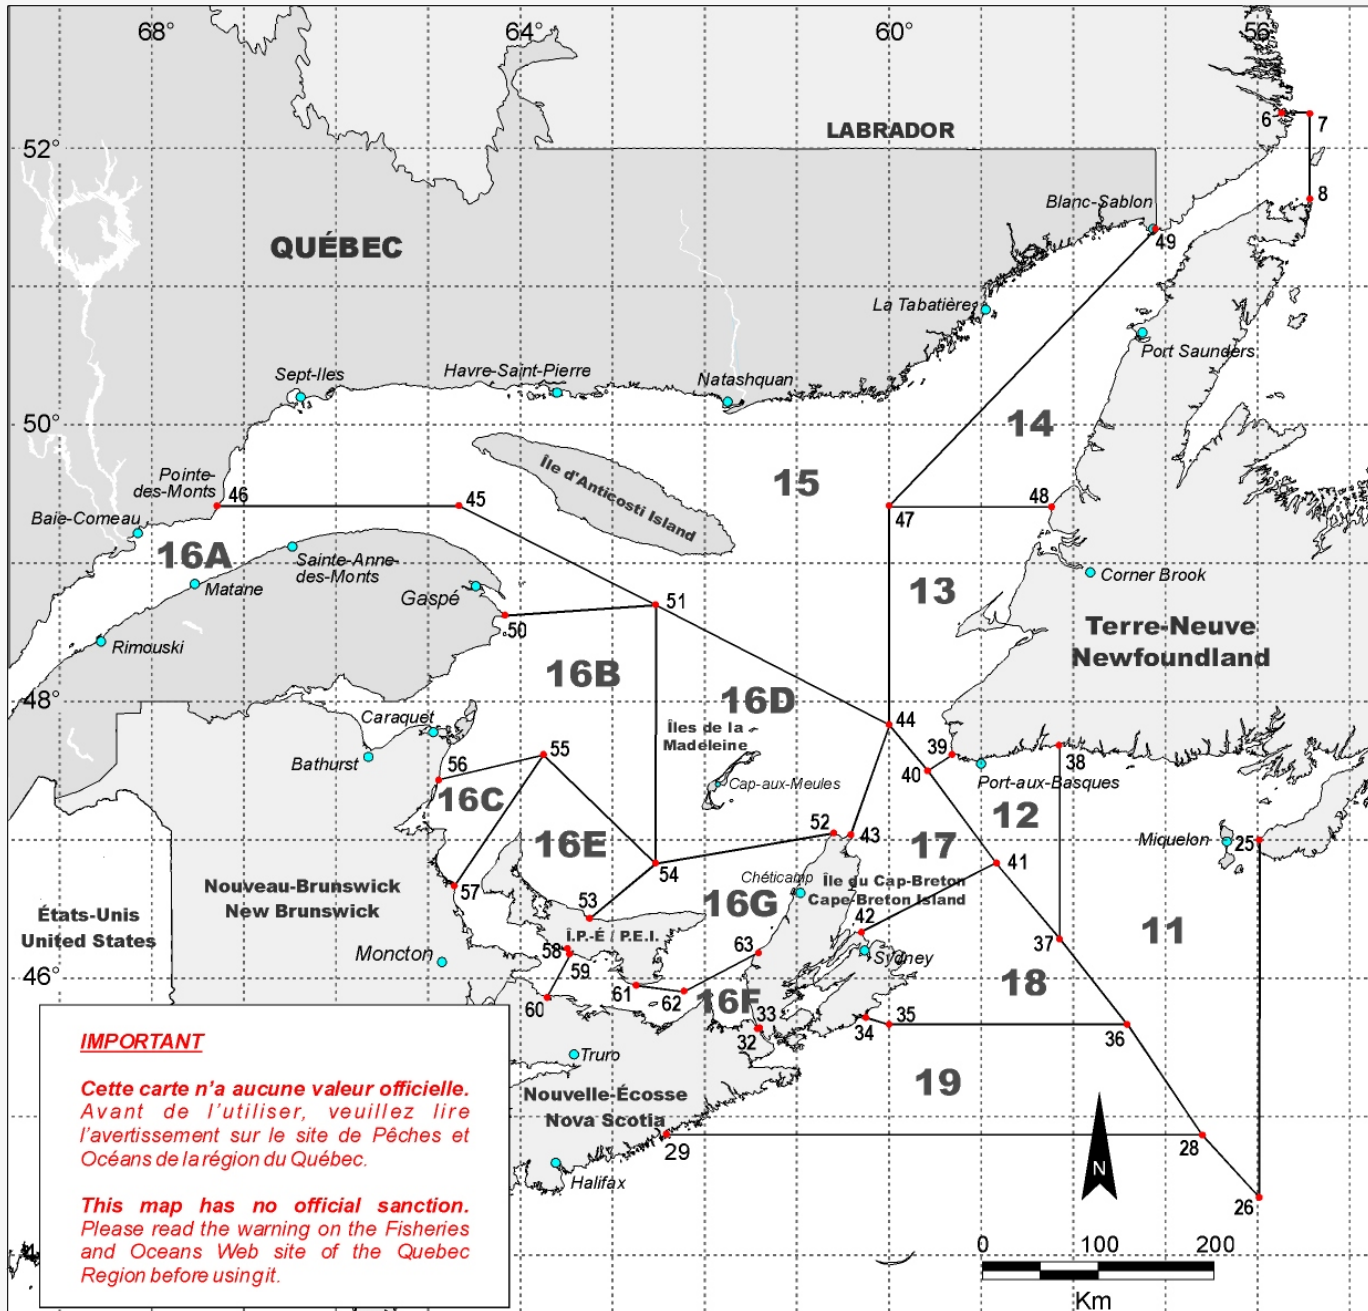 68°
64°
60°
56°
6
7
LABRADOR
52°
8
Blanc-Sablon
49
QUÉBEC
La Tabatière
Port Saunders
Sept-Iles
Havre-Saint-Pierre
Natashquan
50°
14
Île d'Anticosti Island
15
Pointe-
des-Monts
46
45
47
48
Baie-Comeau
16A
Sainte-Anne-
des-Monts
Matane
Gaspé
Corner Brook
13
51
50
Terre-Neuve
Newfoundland
Rimouski
16B
16D
48°
Caraquet
Îles de la
Madeleine
44
Bathurst
56
55
39
40
38
Port-aux-Basques
Cap-aux-Meules
16C
12
52
43
17
Miquelon
25
16E
54
41
Chéticamp
Île du Cap-Breton
Cape-Breton Island
Nouveau-Brunswick
New Brunswick
57
53
16G
42
États-Unis
United States
Î.P.-É / P.E.I.
11
37
Moncton
58
59
63
Sydney
46°
60
61
62
16F
18
33
32
34
35
36
Truro
Nouvelle-Écosse
Nova Scotia
19
29
28
Halifax
N
26
4
IMPORTANT
Cette carte n'a aucune valeur officielle.
Avant de l'utiliser, veuillez lire
l'avertissement sur le site de Pêches et
Océans de la région du Québec.
This map has no official sanction.
Please read the warning on the Fisheries
and Oceans Web site of the Quebec
Region before usingit.
0 100 200
Km